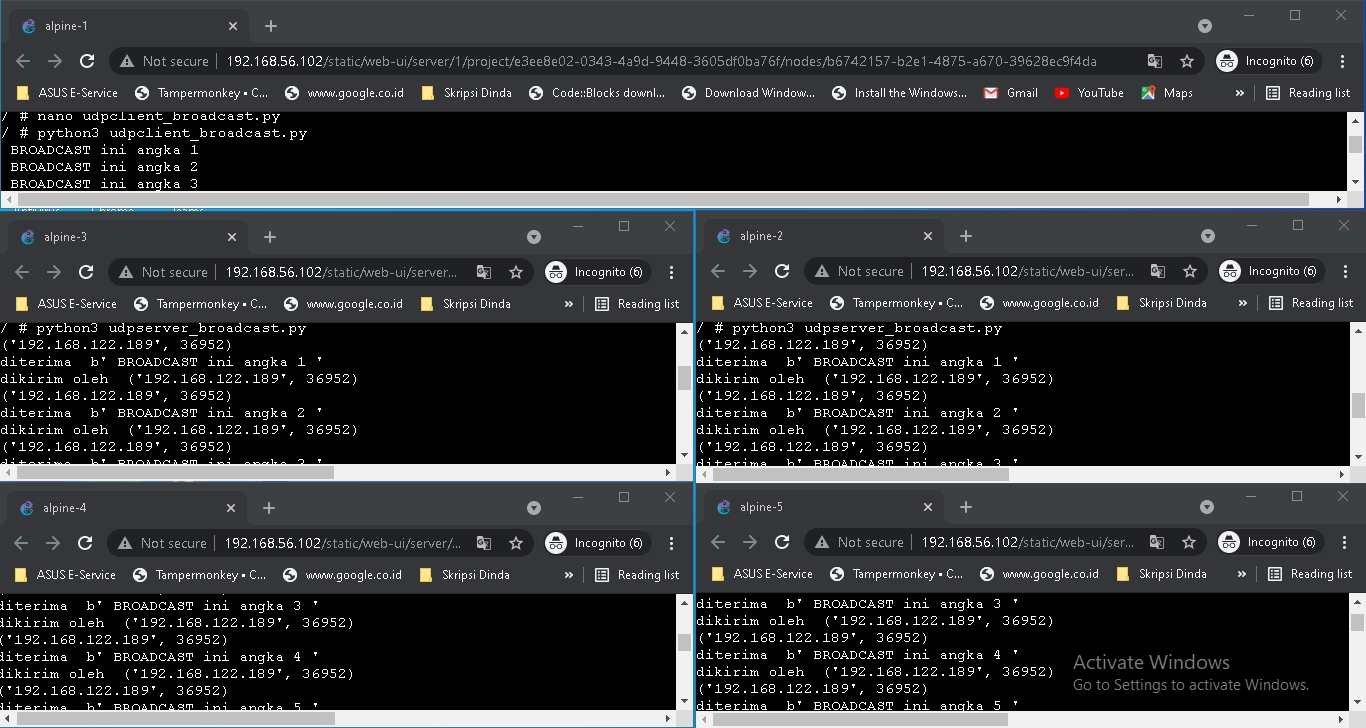 alpine-1
Not secure | 192.168.56.102/static/web-ui/server/1/project/e3ee8e02-0343-4a9d-9448-3605df0ba76f/nodes/b6742157-b2e1-4875-a670-39628ec9f4da
Incognito (6)
ASUS E-Service Tampermonkey • C... www.google.co.id Skripsi Dinda Code::Blocks downl... Download Window... Install the Windows... Gmail YouTube Maps » Reading list
/ # nano udpclient_broadcast.py
/ # python3 udpclient_broadcast.py
BROADCAST ini angka 1
BROADCAST ini angka 2
BROADCAST ini angka 3
alpine-3
Not secure | 192.168.56.102/static/web-ui/server...
Incognito (6)
ASUS E-Service Tampermonkey • C... www.google.co.id Skripsi Dinda » Reading list
/ # python3 udpserver_broadcast.py
('192.168.122.189', 36952)
diterima  b' BROADCAST ini angka 1 '
dikirim oleh  ('192.168.122.189', 36952)
('192.168.122.189', 36952)
diterima  b' BROADCAST ini angka 2 '
dikirim oleh  ('192.168.122.189', 36952)
('192.168.122.189', 36952)
diterima  b' BROADCAST ini angka 3 '
alpine-2
Not secure | 192.168.56.102/static/web-ui/ser...
Incognito (6)
ASUS E-Service Tampermonkey • C... www.google.co.id Skripsi Dinda » Reading list
/ # python3 udpserver_broadcast.py
('192.168.122.189', 36952)
diterima  b' BROADCAST ini angka 1 '
dikirim oleh  ('192.168.122.189', 36952)
('192.168.122.189', 36952)
diterima  b' BROADCAST ini angka 2 '
dikirim oleh  ('192.168.122.189', 36952)
('192.168.122.189', 36952)
diterima  b' BROADCAST ini angka 3 '
alpine-4
Not secure | 192.168.56.102/static/web-ui/server/...
Incognito (6)
ASUS E-Service Tampermonkey • C... www.google.co.id Skripsi Dinda » Reading list
diterima  b' BROADCAST ini angka 3 '
dikirim oleh  ('192.168.122.189', 36952)
('192.168.122.189', 36952)
diterima  b' BROADCAST ini angka 4 '
dikirim oleh  ('192.168.122.189', 36952)
('192.168.122.189', 36952)
diterima  b' BROADCAST ini angka 5 '
alpine-5
Not secure | 192.168.56.102/static/web-ui/ser...
Incognito (6)
ASUS E-Service Tampermonkey • C... www.google.co.id Skripsi Dinda » Reading list
diterima  b' BROADCAST ini angka 3 '
dikirim oleh  ('192.168.122.189', 36952)
('192.168.122.189', 36952)
diterima  b' BROADCAST ini angka 4 '
dikirim oleh  ('192.168.122.189', 36952)
('192.168.122.189', 36952)
diterima  b' BROADCAST ini angka 5 '
Activate Windows
Go to Settings to activate Windows.